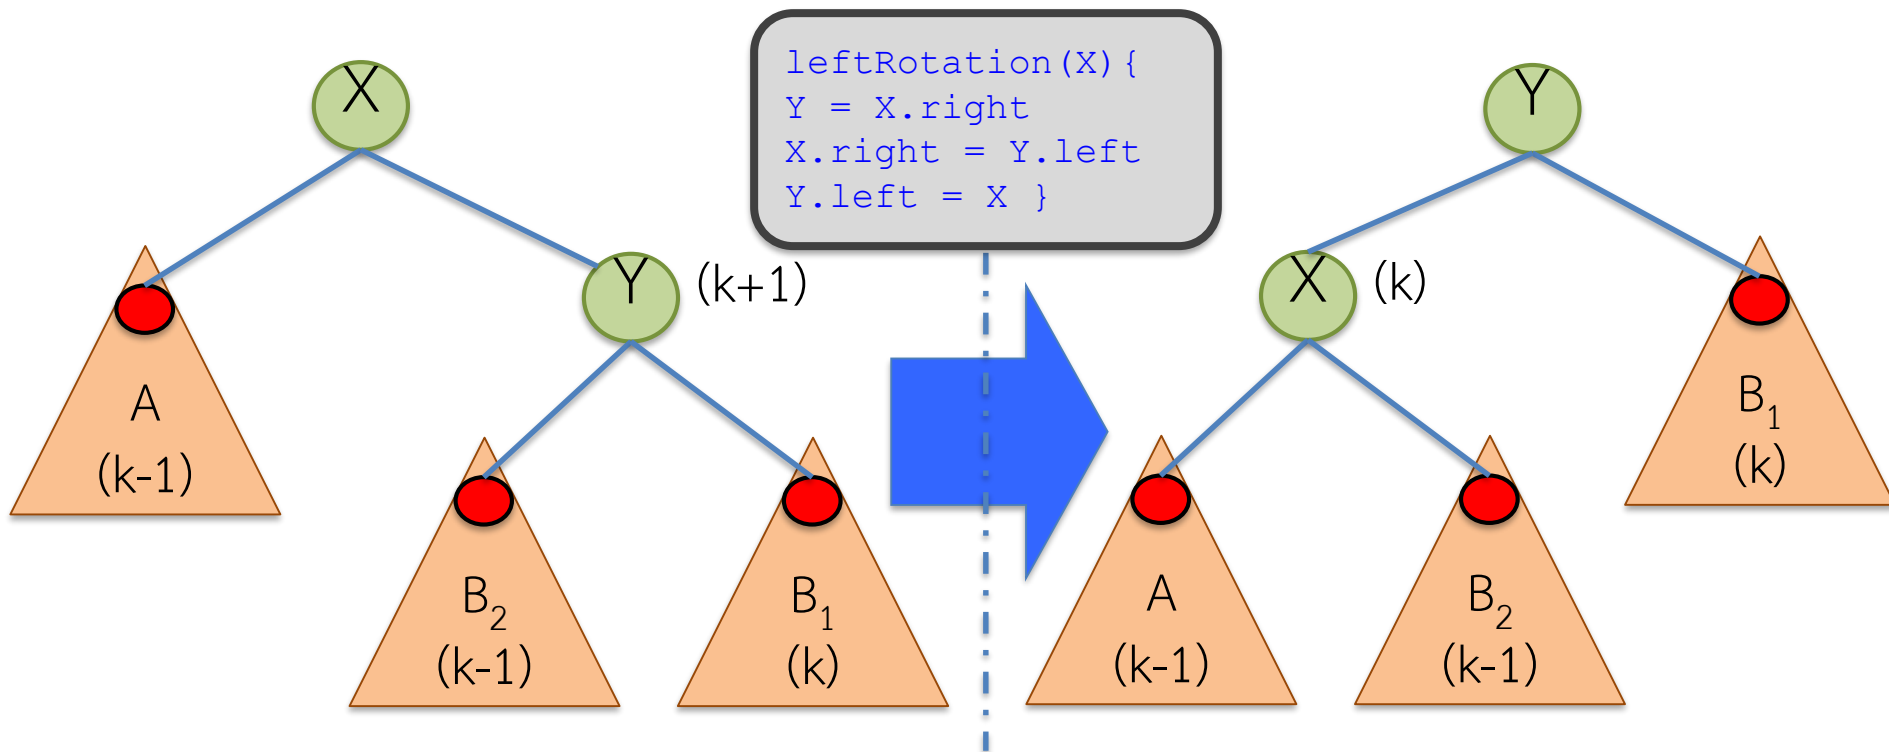 leftRotation(X){
Y = X.right
X.right = Y.left
Y.left = X }
X
A
(k-1)
Y (k+1)
B2
(k-1)
B1
(k)
Y
X (k)
A
(k-1)
B2
(k-1)
B1
(k)